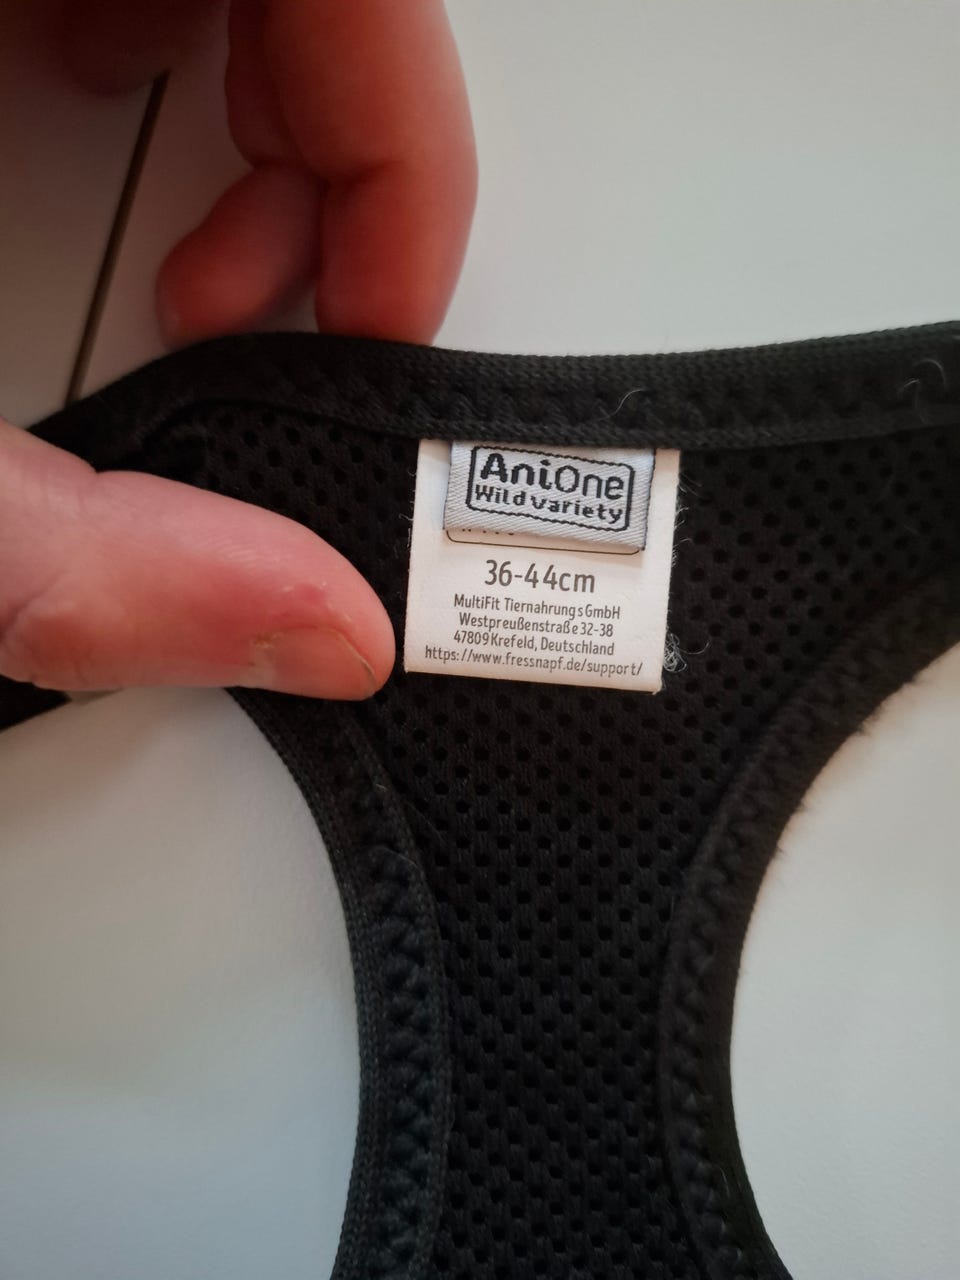 AniOne
Wild variety
36-44cm
MultiFit Tiernahrungs GmbH
Westpreußenstraße 32-38
47809 Krefeld, Deutschland
https://www.fressnapf.de/support/